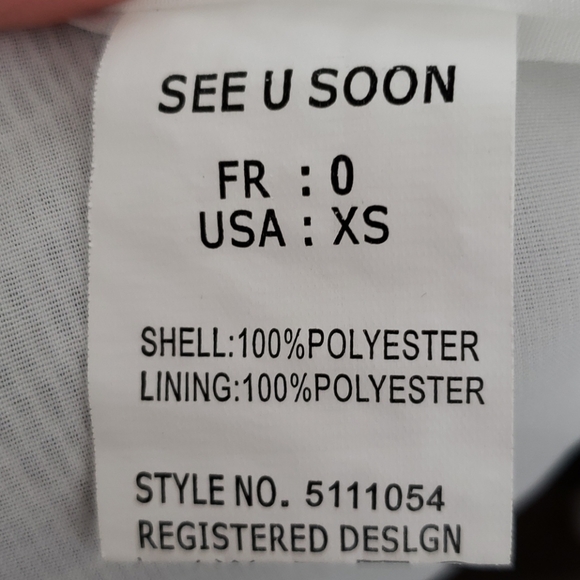 SEE U SOON
FR : 0
USA : XS
SHELL:100%POLYESTER
LINING:100%POLYESTER
STYLE NO. 5111054
REGISTERED DESLGN